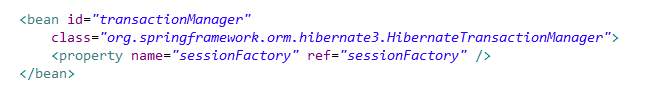 <bean id="transactionManager"
class="org.springframework.orm.hibernate3.HibernateTransactionManager">
<property name="sessionFactory" ref="sessionFactory" />
</bean>